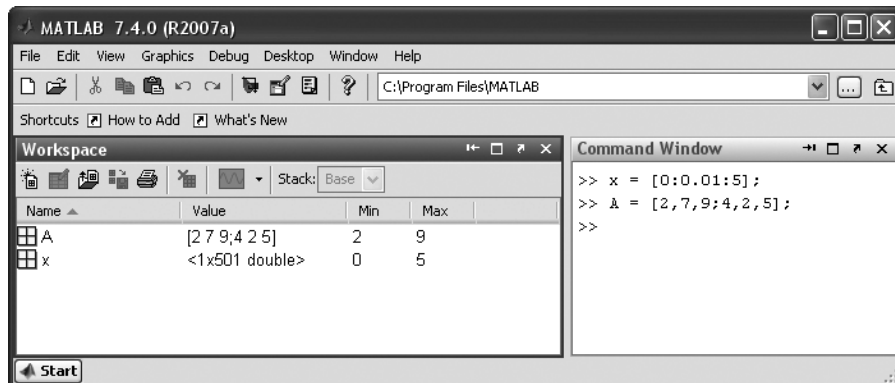 MATLAB 7.4.0 (R2007a)
File Edit View Graphics Debug Desktop Window Help
C:\Program Files\MATLAB
Shortcuts How to Add What's New
Workspace
Stack: Base
Name Value Min Max
A [2 7 9;4 2 5] 2 9
x <1x501 double> 0 5
Command Window
>> x = [0:0.01:5];
>> A = [2,7,9;4,2,5];
>>
Start